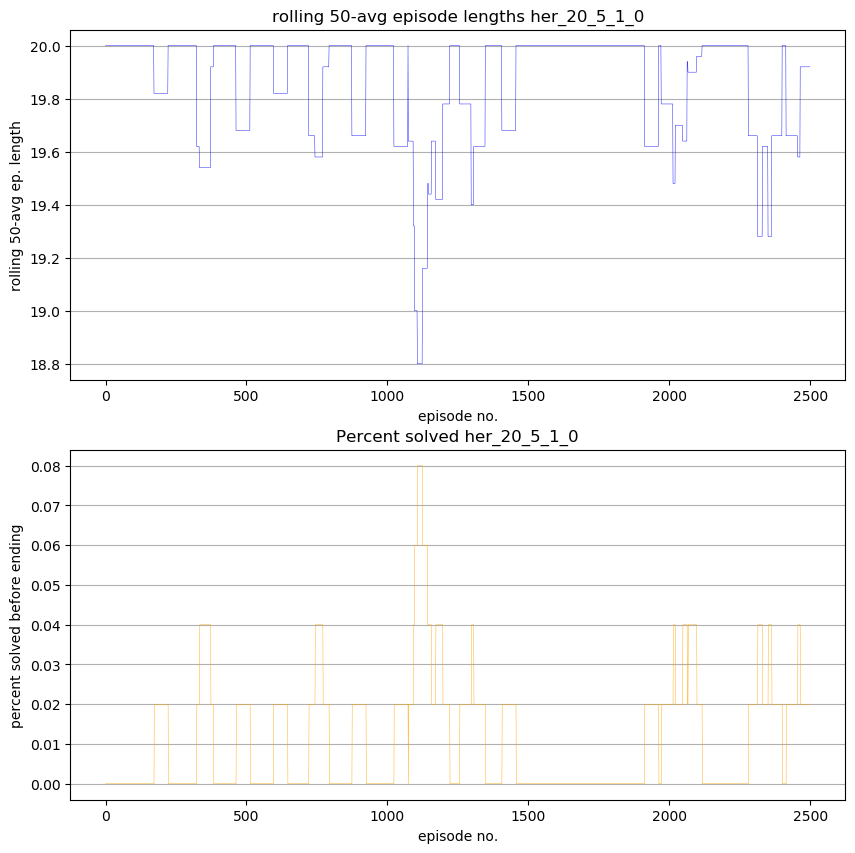 rolling 50-avg episode lengths her_20_5_1_0
20.0
19.8
19.6
19.4
19.2
19.0
18.8
rolling 50-avg ep. length
0 500 1000 1500 2000 2500
episode no.
Percent solved her_20_5_1_0
0.08
0.07
0.06
0.05
0.04
0.03
0.02
0.01
0.00
percent solved before ending
0 500 1000 1500 2000 2500
episode no.